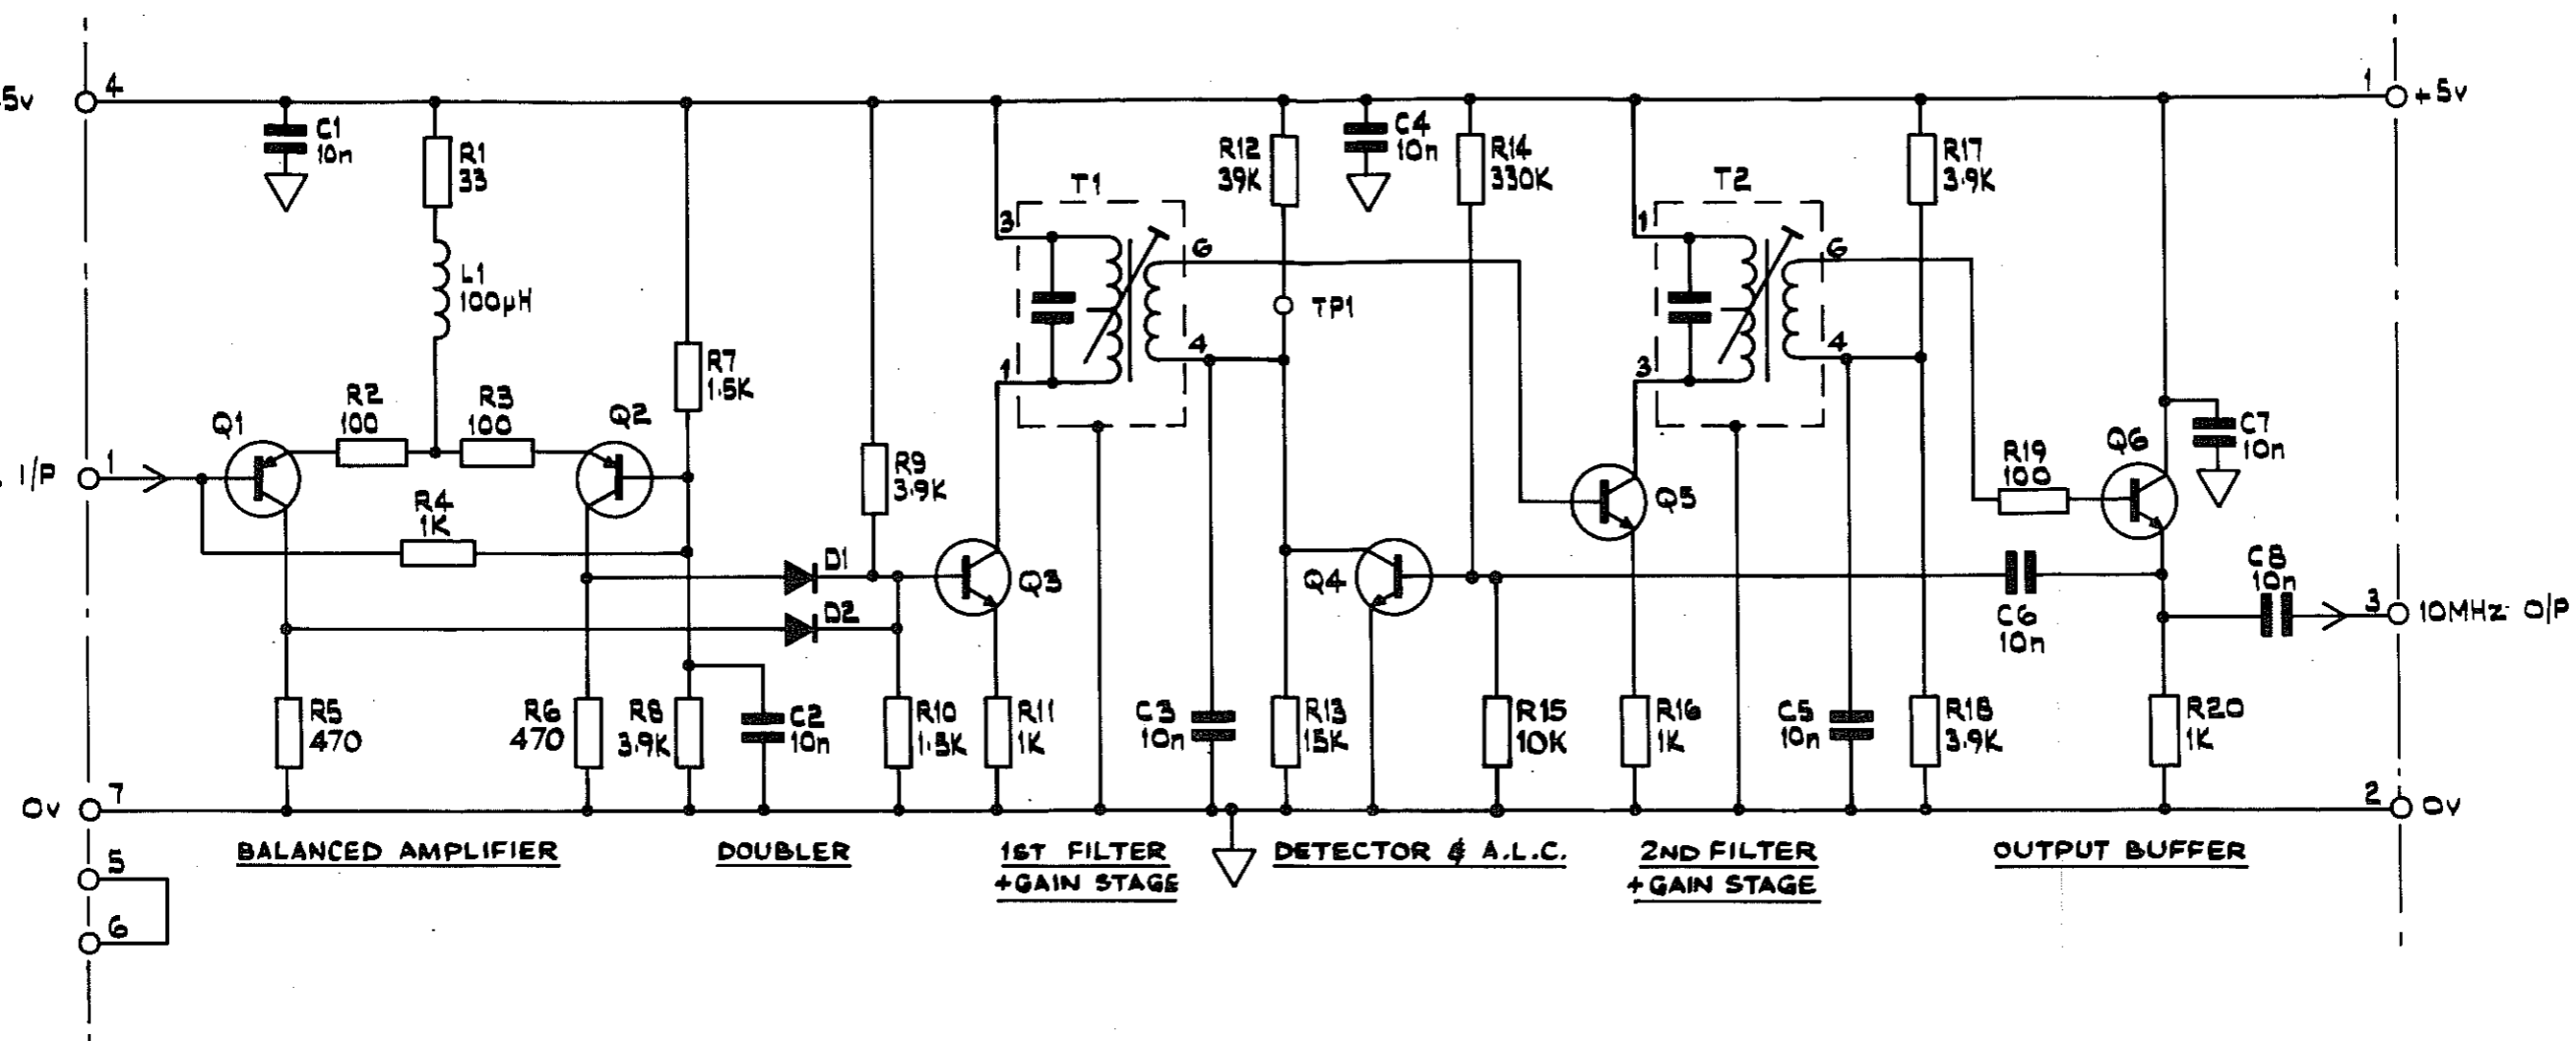 5v
4
C1
10n
R1
33
L1
100µH
R7
1.5K
R2
100
R3
100
Q1
Q2
I/P
1
R4
1K
R9
3.9K
D1
D2
Q3
R5
470
R6
470
R8
3.9K
C2
10n
R10
1.5K
R11
1K
0v
7
5
6
BALANCED AMPLIFIER
DOUBLER
1ST FILTER
+GAIN STAGE
T1
3
1
6
4
R12
39K
C4
10n
R14
330K
TP1
Q4
C3
10n
R13
15K
R15
10K
DETECTOR & A.L.C.
T2
1
3
6
4
R17
3.9K
Q5
R16
1K
C5
10n
R18
3.9K
2ND FILTER
+GAIN STAGE
R19
100
Q6
C7
10n
C6
10n
C8
10n
R20
1K
OUTPUT BUFFER
1
+5v
3
10MHz O/P
2
0v